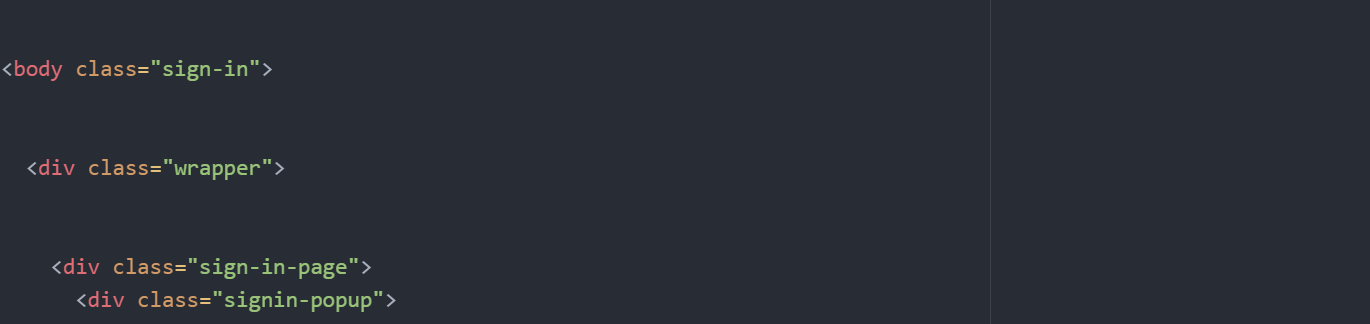 <body class="sign-in">
<div class="wrapper">
<div class="sign-in-page">
<div class="signin-popup">